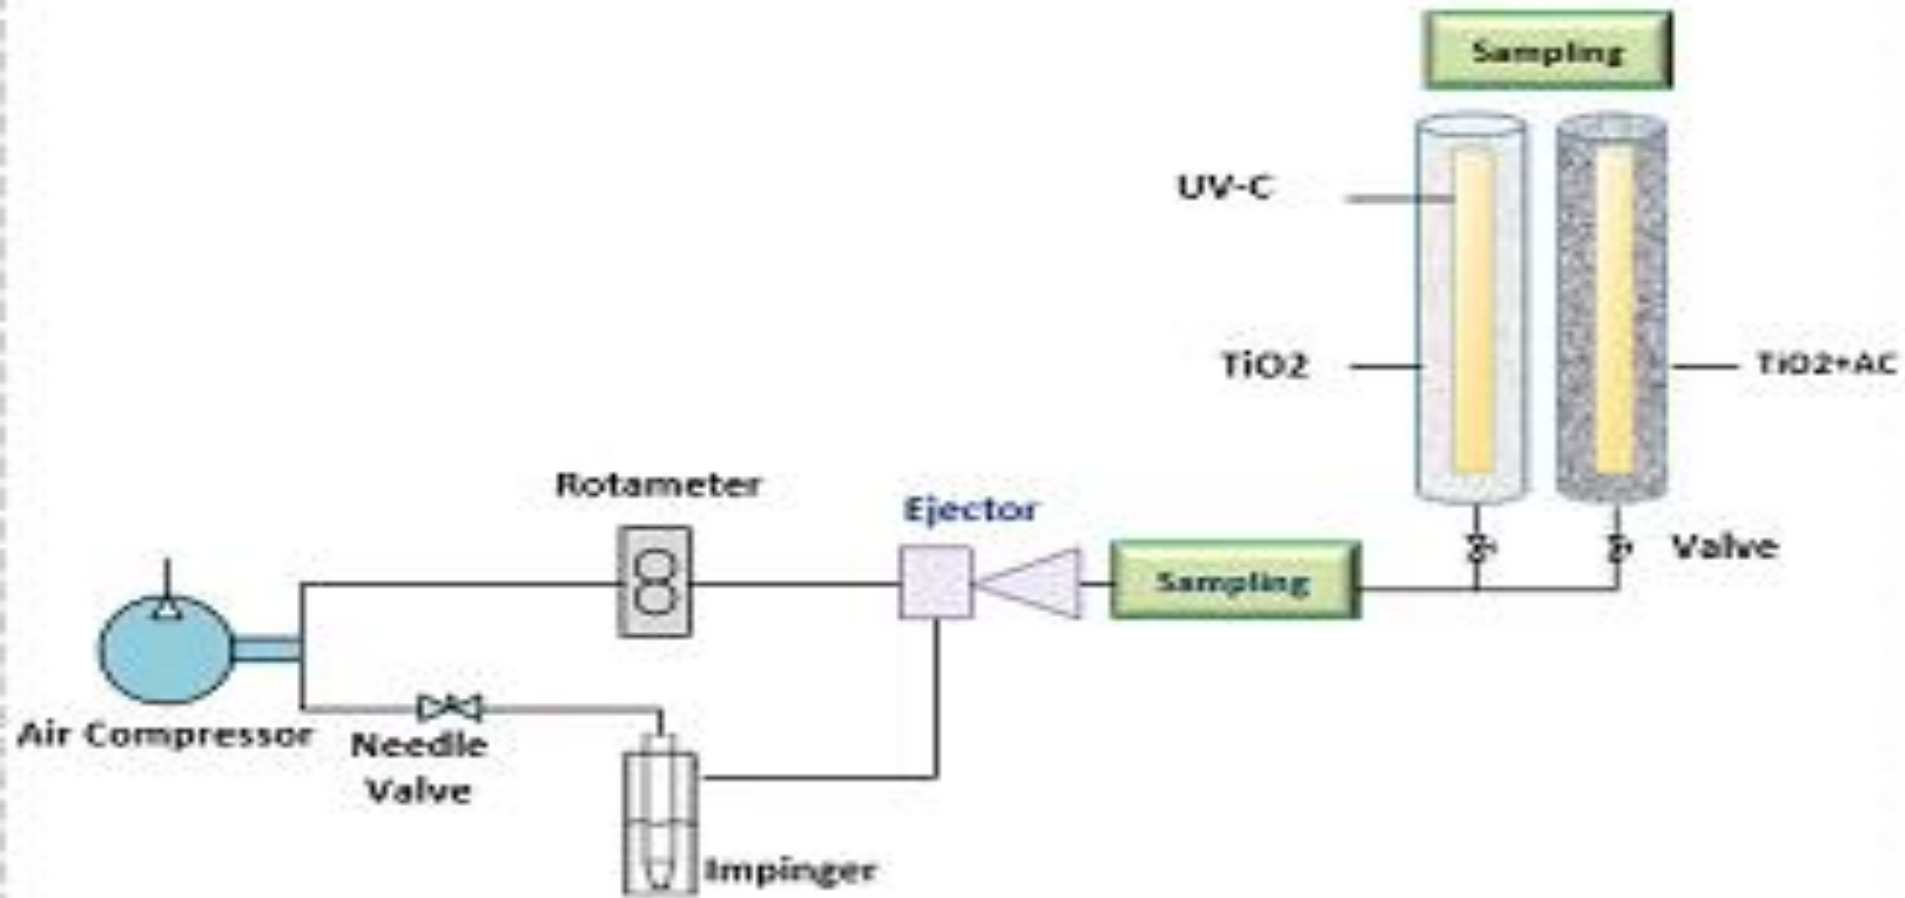 Sampling
UV-C
TiO2
TiO2+AC
Rotameter
Ejector
Sampling
Valve
Air Compressor
Needle
Valve
Impinger